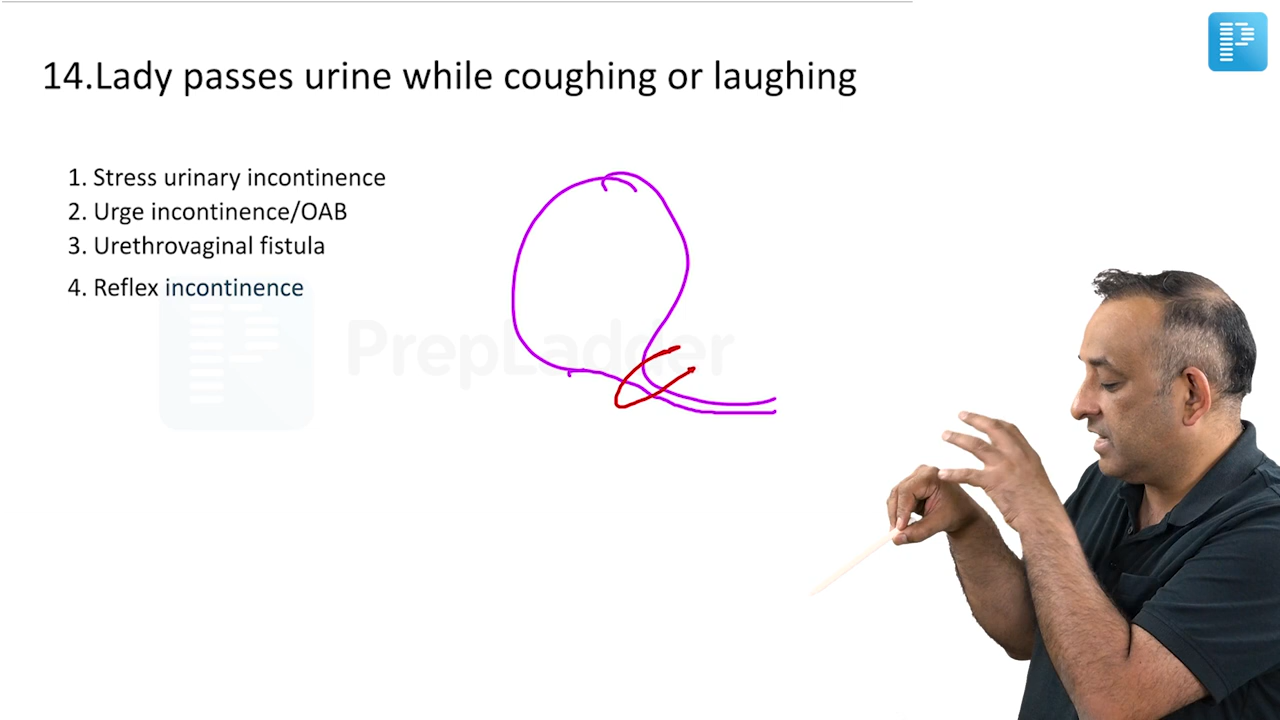 14.Lady passes urine while coughing or laughing
1. Stress urinary incontinence
2. Urge incontinence/OAB
3. Urethrovaginal fistula
4. Reflex incontinence
PrepLadder